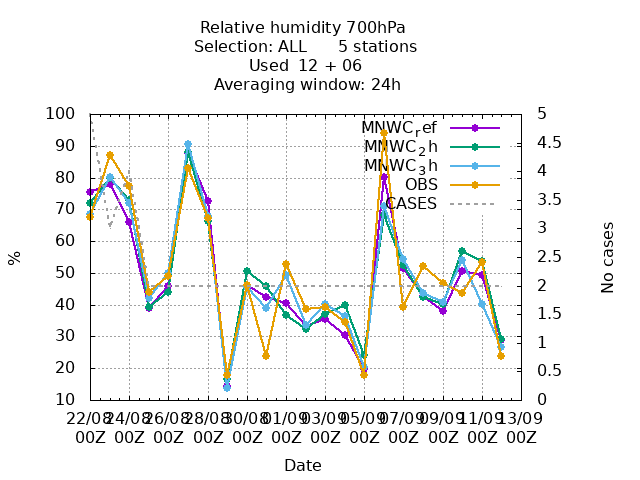 Relative humidity 700hPa
Selection: ALL 5 stations
Used 12 + 06
Averaging window: 24h
100 5
90 4.5
80 4
70 3.5
60 3
50 2.5
40 2
30 1.5
20 1
10 0.5
0
MNWCref
MNWC2h
MNWC3h
OBS
CASES
%
No cases
22/08 24/08 26/08 28/08 30/08 01/09 03/09 05/09 07/09 09/09 11/09 13/09
00Z 00Z 00Z 00Z 00Z 00Z 00Z 00Z 00Z 00Z 00Z 00Z
Date